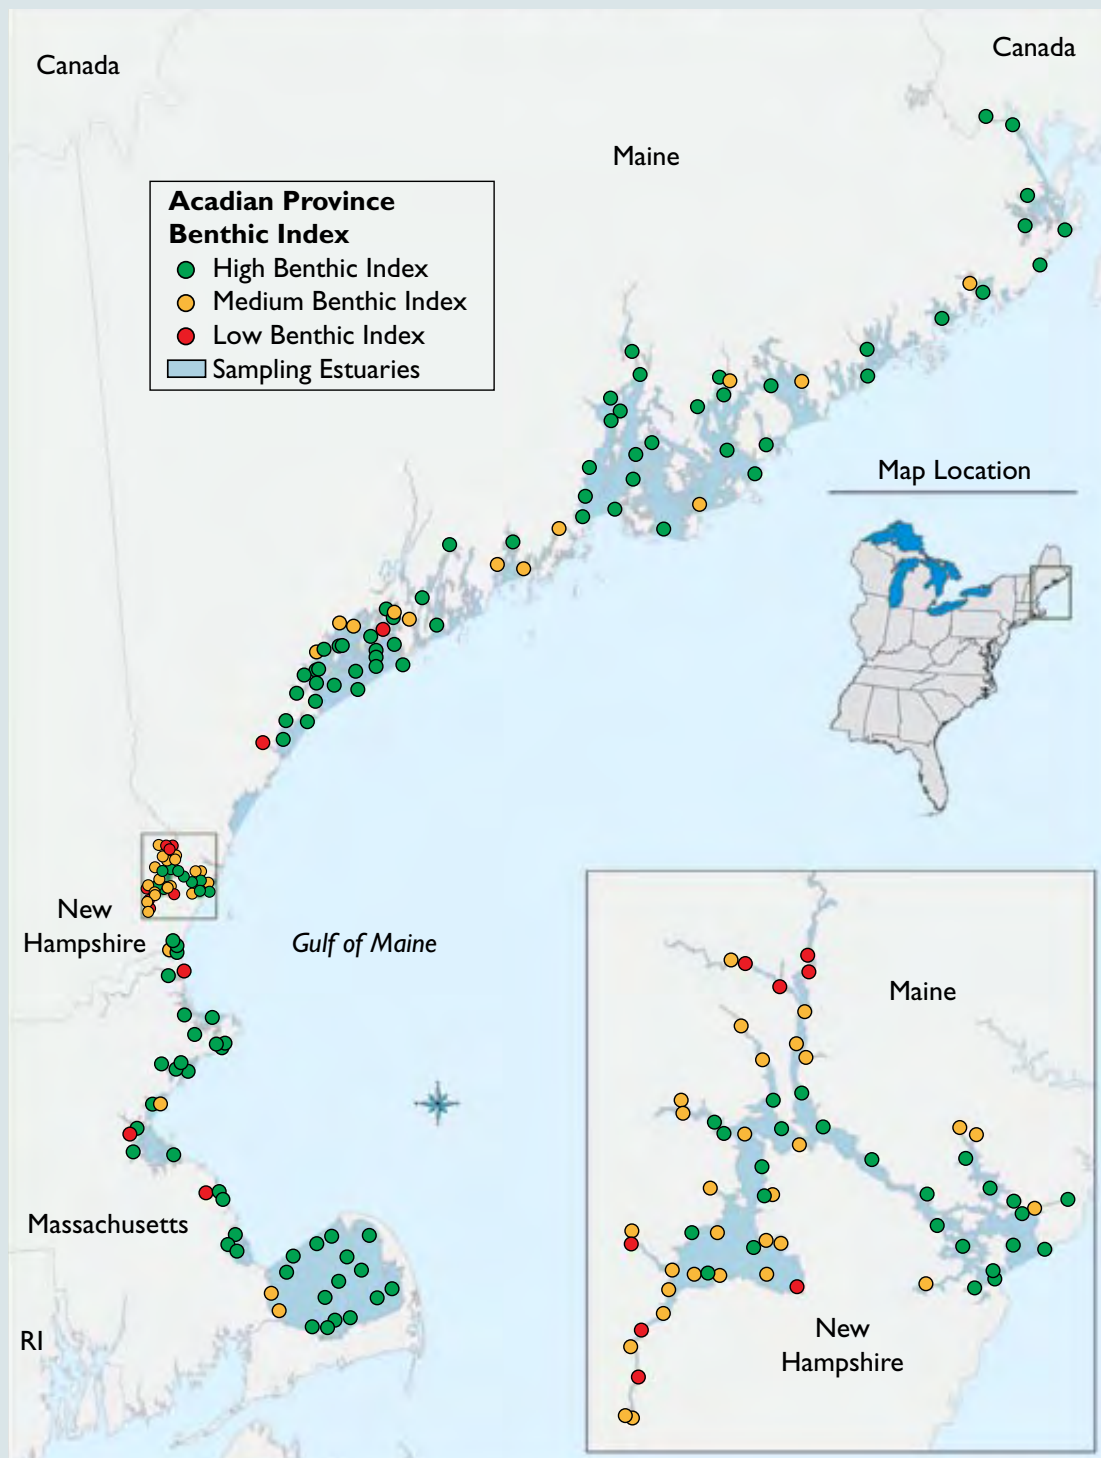 Canada
Canada
Maine
Acadian Province
Benthic Index
High Benthic Index
Medium Benthic Index
Low Benthic Index
Sampling Estuaries
Map Location
New
Hampshire
Gulf of Maine
Maine
Massachusetts
New
Hampshire
RI